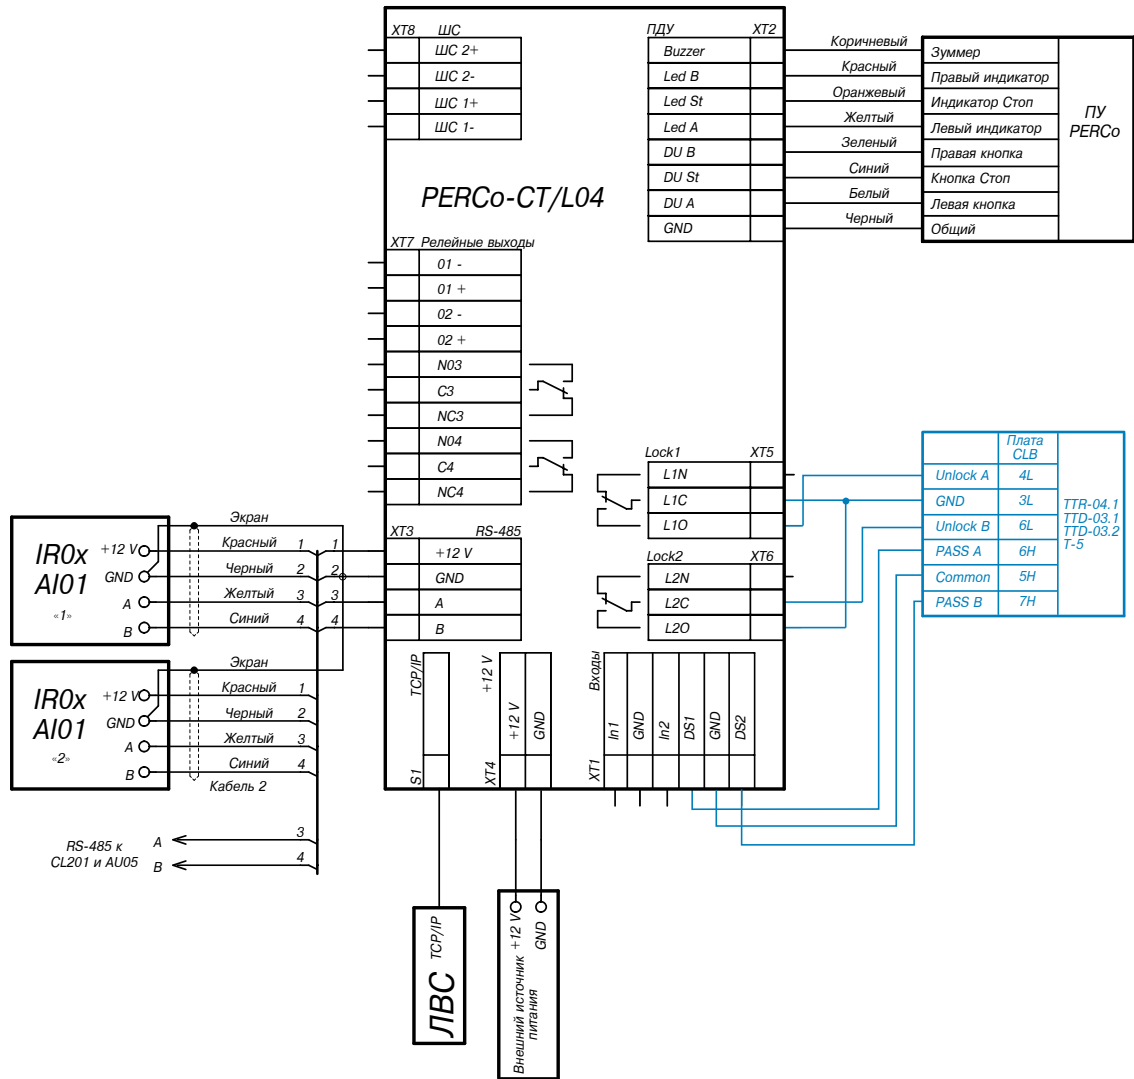 XT8 ШС
ШС 2+
ШС 2-
ШС 1+
ШС 1-
ПДУ XT2
Buzzer
Led B
Led St
Led A
DU B
DU St
DU A
GND
Коричневый
Красный
Оранжевый
Желтый
Зеленый
Синий
Белый
Черный
Зуммер
Правый индикатор
Индикатор Стоп
Левый индикатор
Правая кнопка
Кнопка Стоп
Левая кнопка
Общий
ПУ
PERCo
PERCo-CT/L04
XT7 Релейные выходы
01 -
01 +
02 -
02 +
N03
C3
NC3
N04
C4
NC4
Lock1 XT5
L1N
L1C
L1O
Lock2 XT6
L2N
L2C
L2O
Плата
CLB
Unlock A 4L
GND 3L
Unlock B 6L
PASS A 6H
Common 5H
PASS B 7H
TTR-04.1
TTD-03.1
TTD-03.2
T-5
XT3 RS-485
+12 V
GND
A
B
IR0x
AI01
«1»
+12 V
GND
A
B
Экран
Красный 1 1
Черный 2 2
Желтый 3 3
Синий 4 4
IR0x
AI01
«2»
+12 V
GND
A
B
Экран
Красный 1
Черный 2
Желтый 3
Синий 4
Кабель 2
RS-485 к
CL201 и AU05
A 3
B 4
S1 TCP/IP
XT4 +12 V
+12 V
GND
XT1 Входы
In1
GND
In2
DS1
GND
DS2
ЛВС TCP/IP
Внешний источник
питания
+12 V
GND